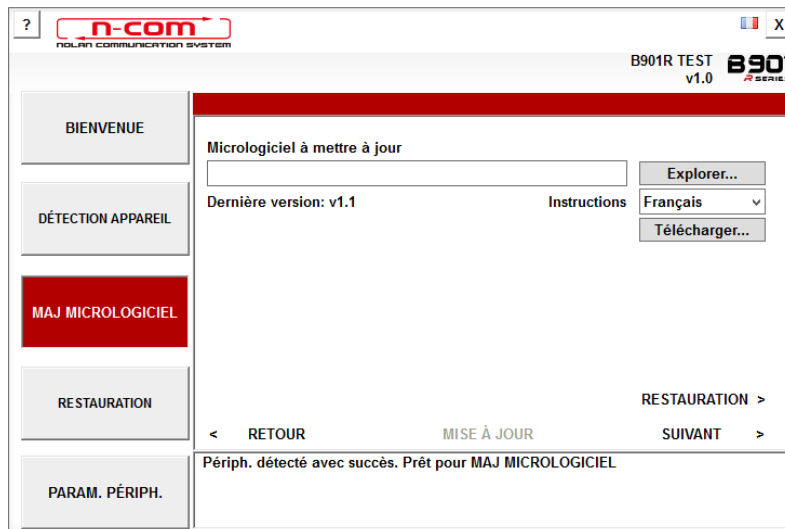 ?
n-com
X
NOLAN COMMUNICATION SYSTEM
B901R TEST
v1.0
B901
R SERIES
BIENVENUE
Micrologiciel à mettre à jour
Explorer...
Dernière version: v1.1
Instructions
Français
DÉTECTION APPAREIL
Télécharger...
MAJ MICROLOGICIEL
RESTAURATION
RESTAURATION >
< RETOUR
MISE À JOUR
SUIVANT >
Périph. détecté avec succès. Prêt pour MAJ MICROLOGICIEL
PARAM. PÉRIPH.